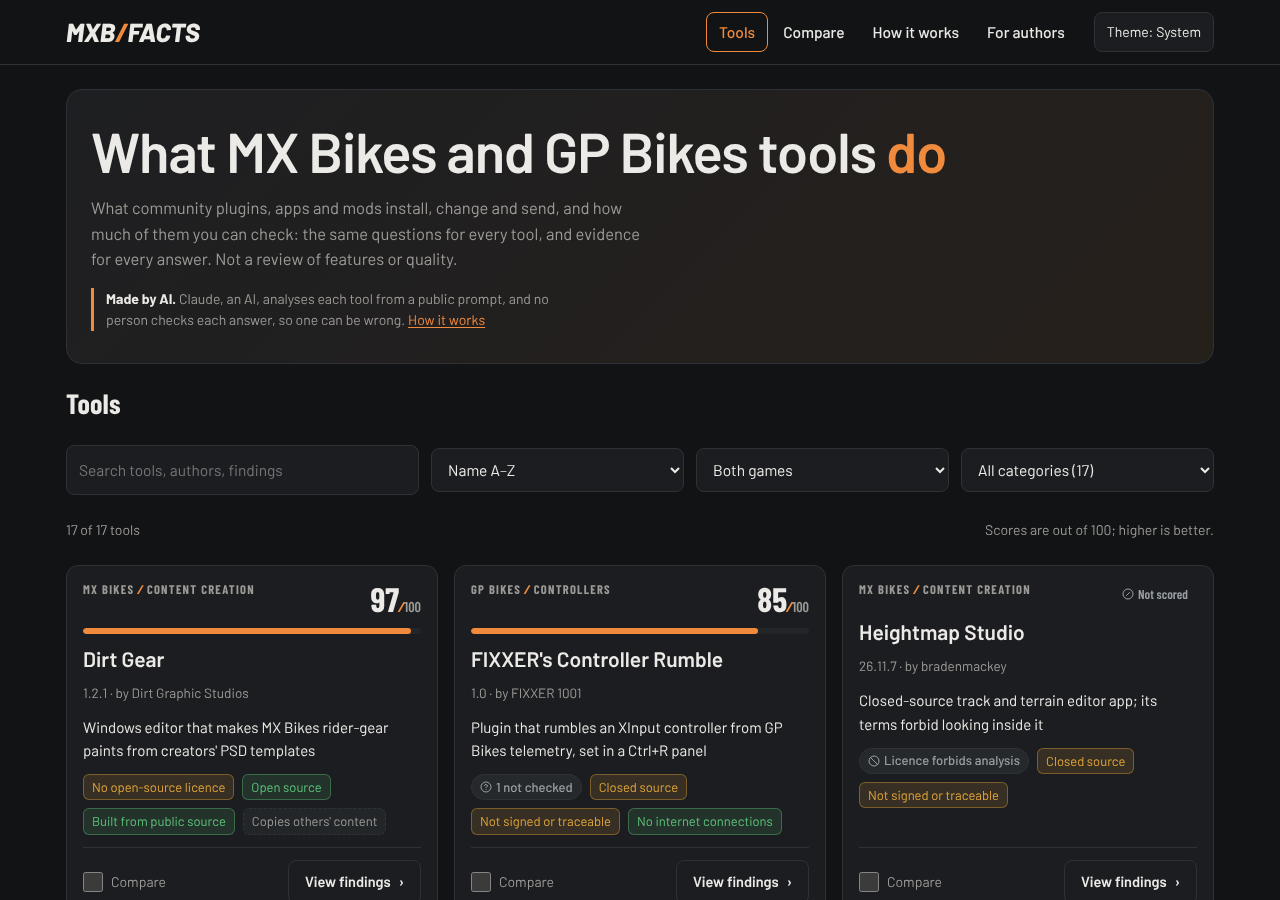 MXB/FACTS
Tools
Compare
How it works
For authors
Theme: System
What MX Bikes and GP Bikes tools do
What community plugins, apps and mods install, change and send, and how
much of them you can check: the same questions for every tool, and evidence
for every answer. Not a review of features or quality.
Made by AI. Claude, an AI, analyses each tool from a public prompt, and no
person checks each answer, so one can be wrong. How it works
Tools
Search tools, authors, findings
Name A–Z
Both games
All categories (17)
17 of 17 tools
Scores are out of 100; higher is better.
MX BIKES / CONTENT CREATION
97/100
Dirt Gear
1.2.1 · by Dirt Graphic Studios
Windows editor that makes MX Bikes rider-gear
paints from creators' PSD templates
No open-source licence
Open source
Built from public source
Copies others' content
Compare
View findings ›
GP BIKES / CONTROLLERS
85/100
FIXXER's Controller Rumble
1.0 · by FIXXER 1001
Plugin that rumbles an XInput controller from GP
Bikes telemetry, set in a Ctrl+R panel
1 not checked
Closed source
Not signed or traceable
No internet connections
Compare
View findings ›
MX BIKES / CONTENT CREATION
Not scored
Heightmap Studio
26.11.7 · by bradenmackey
Closed-source track and terrain editor app; its
terms forbid looking inside it
Licence forbids analysis
Closed source
Not signed or traceable
Compare
View findings ›